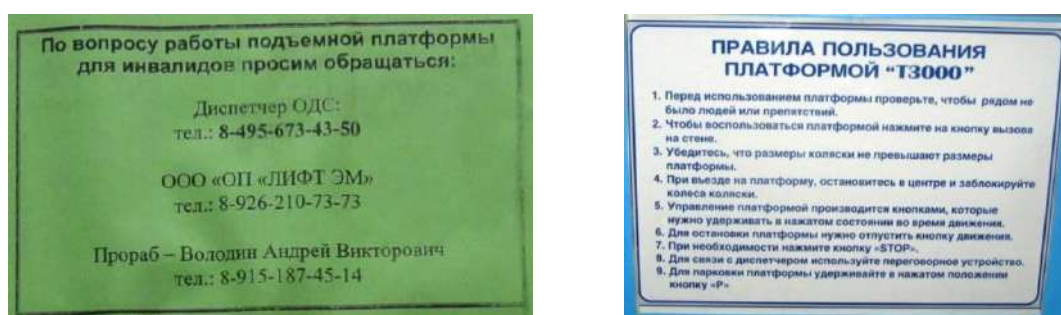 По вопросу работы подъемной платформы
для инвалидов просим обращаться:
Диспетчер ОДС:
тел.: 8-495-673-43-50
ООО «ОП «ЛИФТ ЭМ»
тел.: 8-926-210-73-73
Прораб – Володин Андрей Викторович
тел.: 8-915-187-45-14
ПРАВИЛА ПОЛЬЗОВАНИЯ
ПЛАТФОРМОЙ “Т3000”
1. Перед использованием платформы проверьте, чтобы рядом не
было людей или препятствий.
2. Чтобы воспользоваться платформой нажмите на кнопку вызова
на стене.
3. Убедитесь, что размеры коляски не превышают размеры
платформы.
4. При въезде на платформу, остановитесь в центре и заблокируйте
колеса коляски.
5. Управление платформой производится кнопками, которые
нужно удерживать в нажатом состоянии во время движения.
6. Для остановки платформы нужно отпустить кнопку движения.
7. При необходимости нажмите кнопку «STOP».
8. Для связи с диспетчером используйте переговорное устройство.
9. Для парковки платформы удерживайте в нажатом положении
кнопку «P»